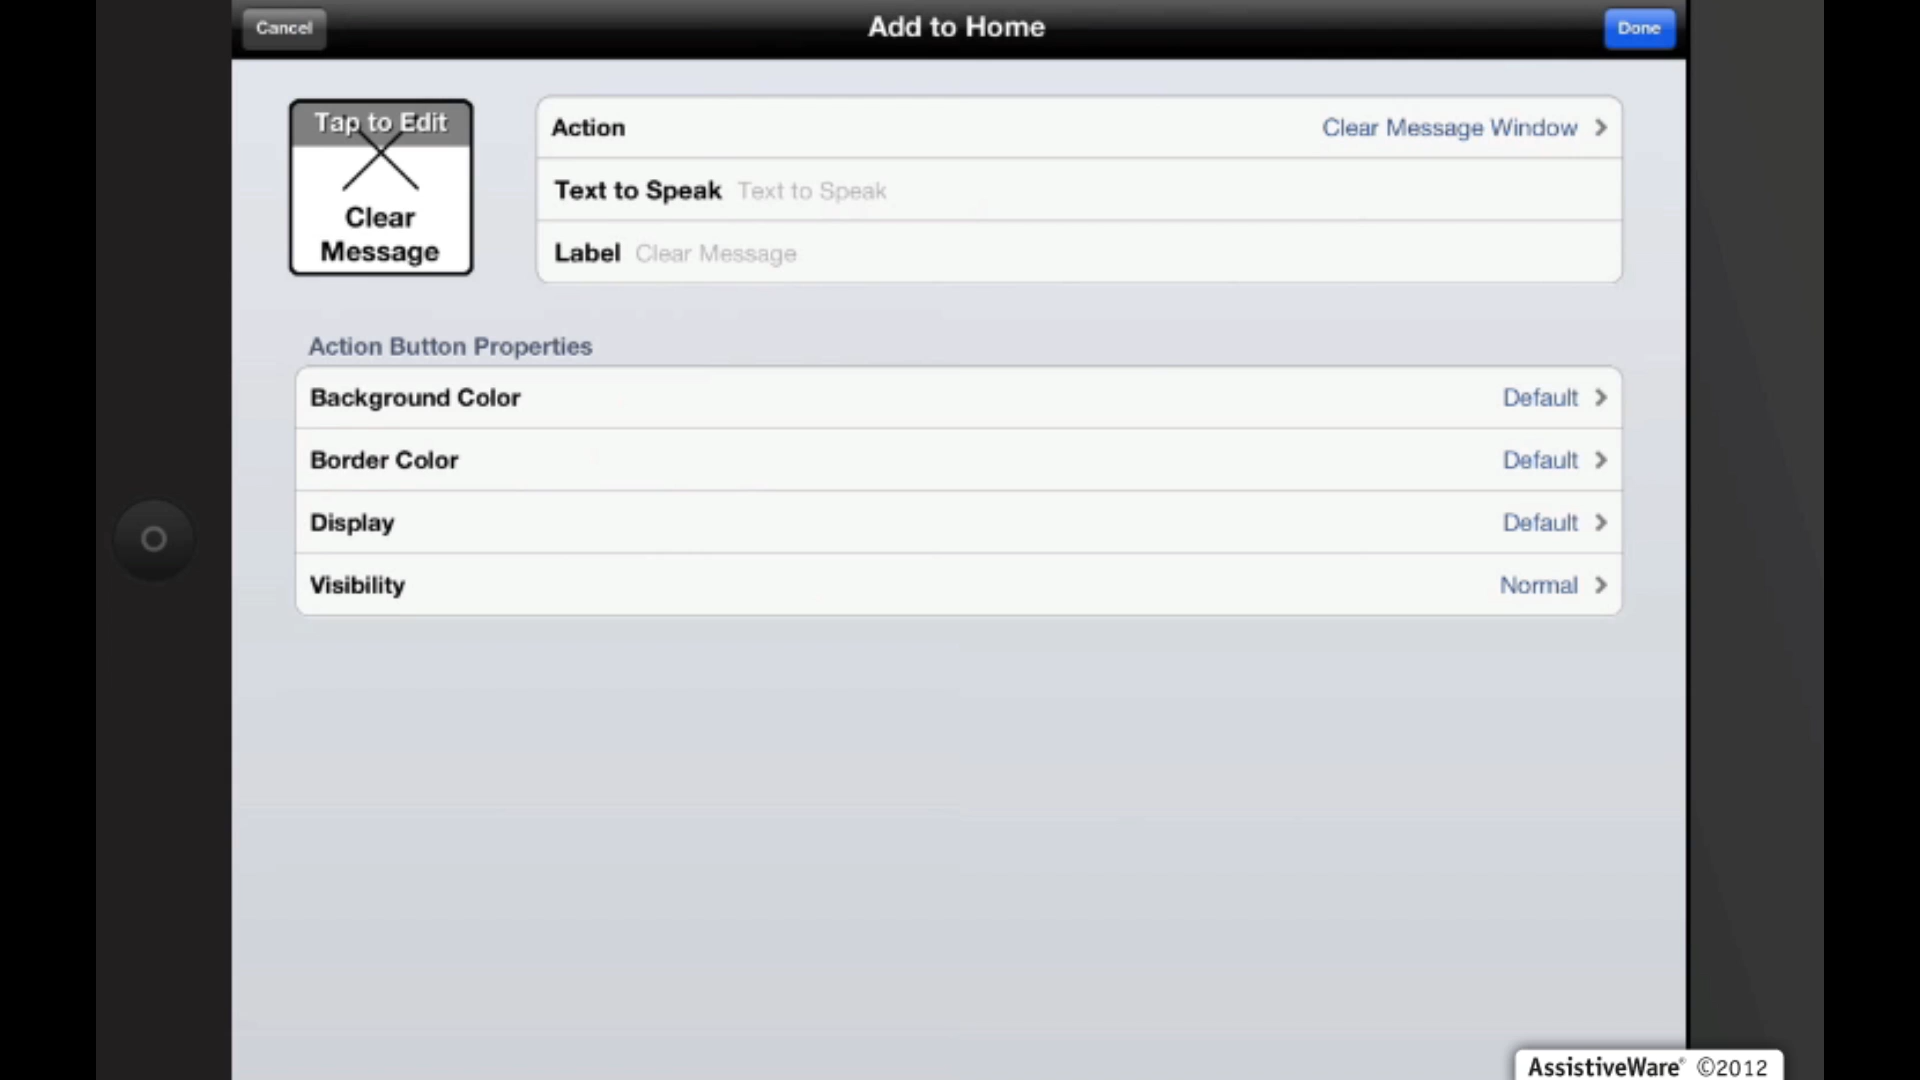 Cancel
Add to Home
Done
Tap to Edit
Clear
Message
Action Clear Message Window
Text to Speak Text to Speak
Label Clear Message
Action Button Properties
Background Color Default
Border Color Default
Display Default
Visibility Normal
AssistiveWare® ©2012